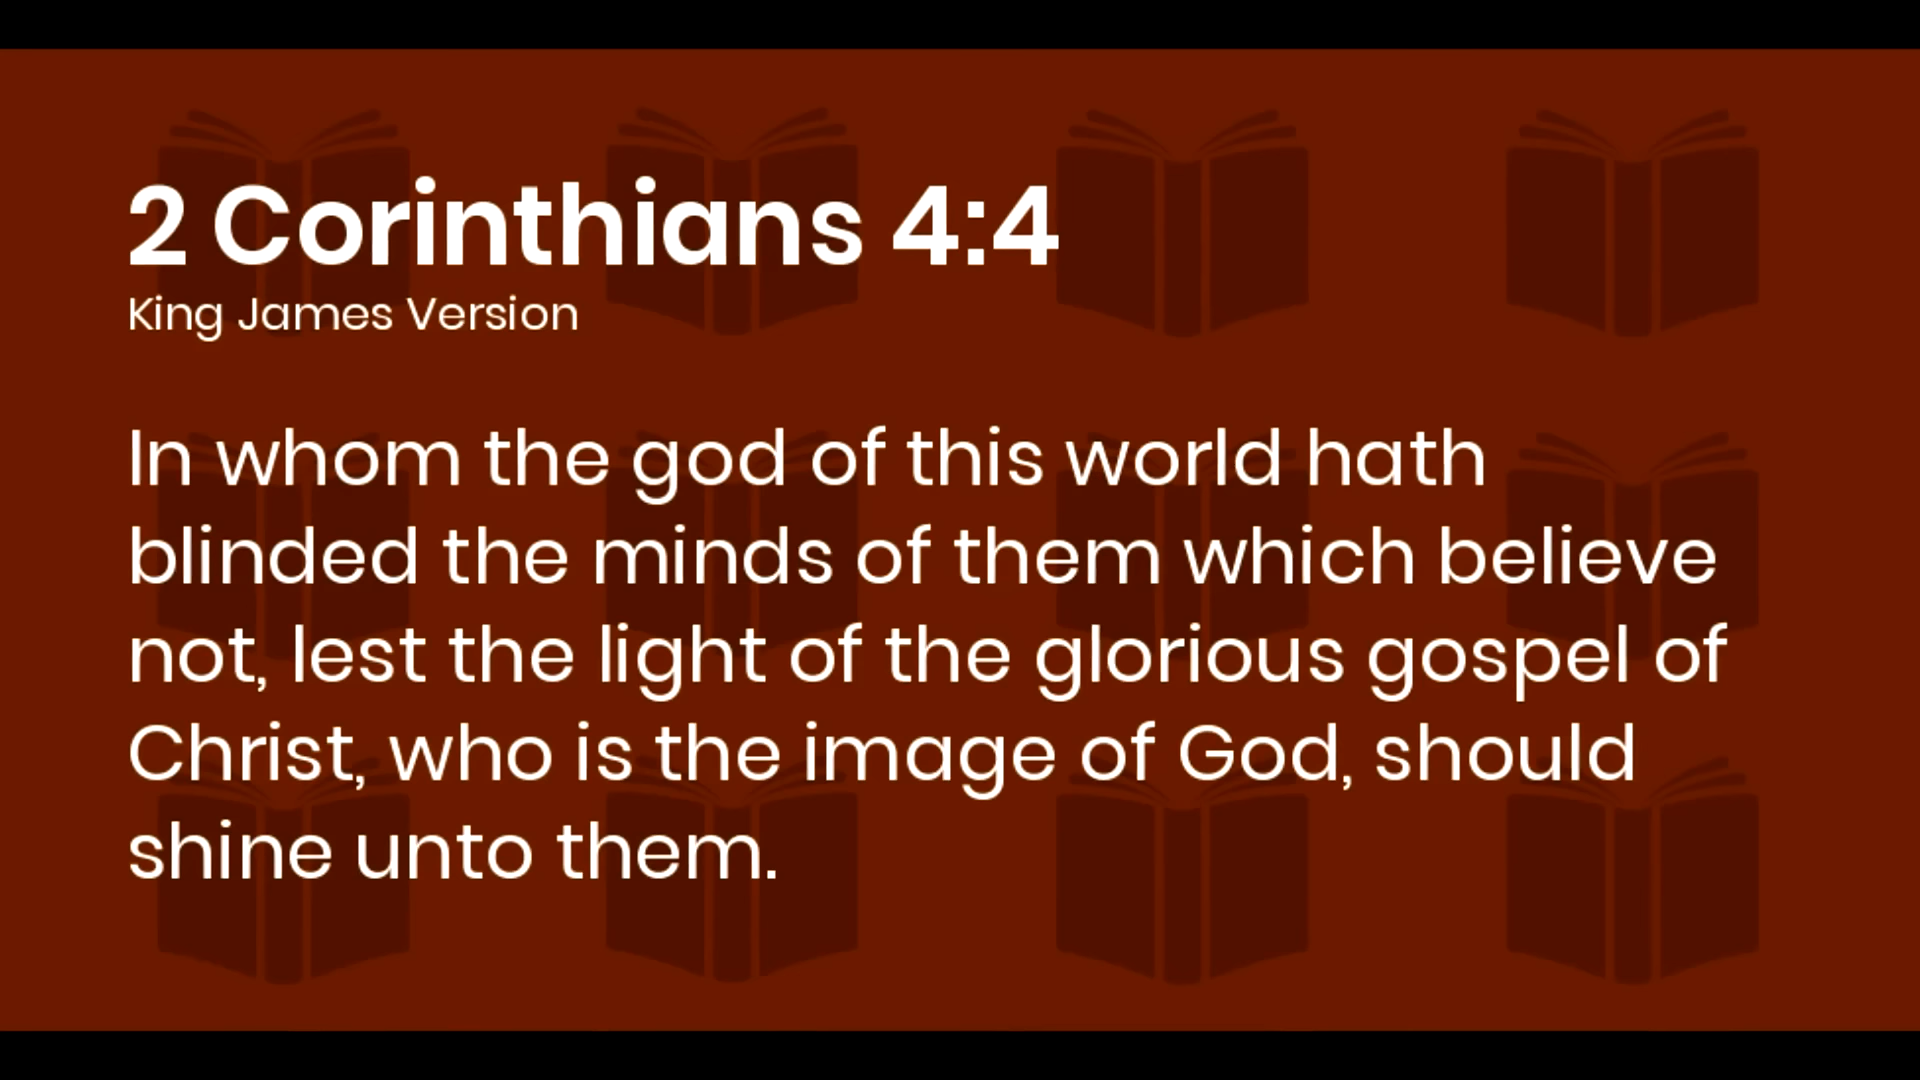 2 Corinthians 4:4
King James Version
In whom the god of this world hath
blinded the minds of them which believe
not, lest the light of the glorious gospel of
Christ, who is the image of God, should
shine unto them.